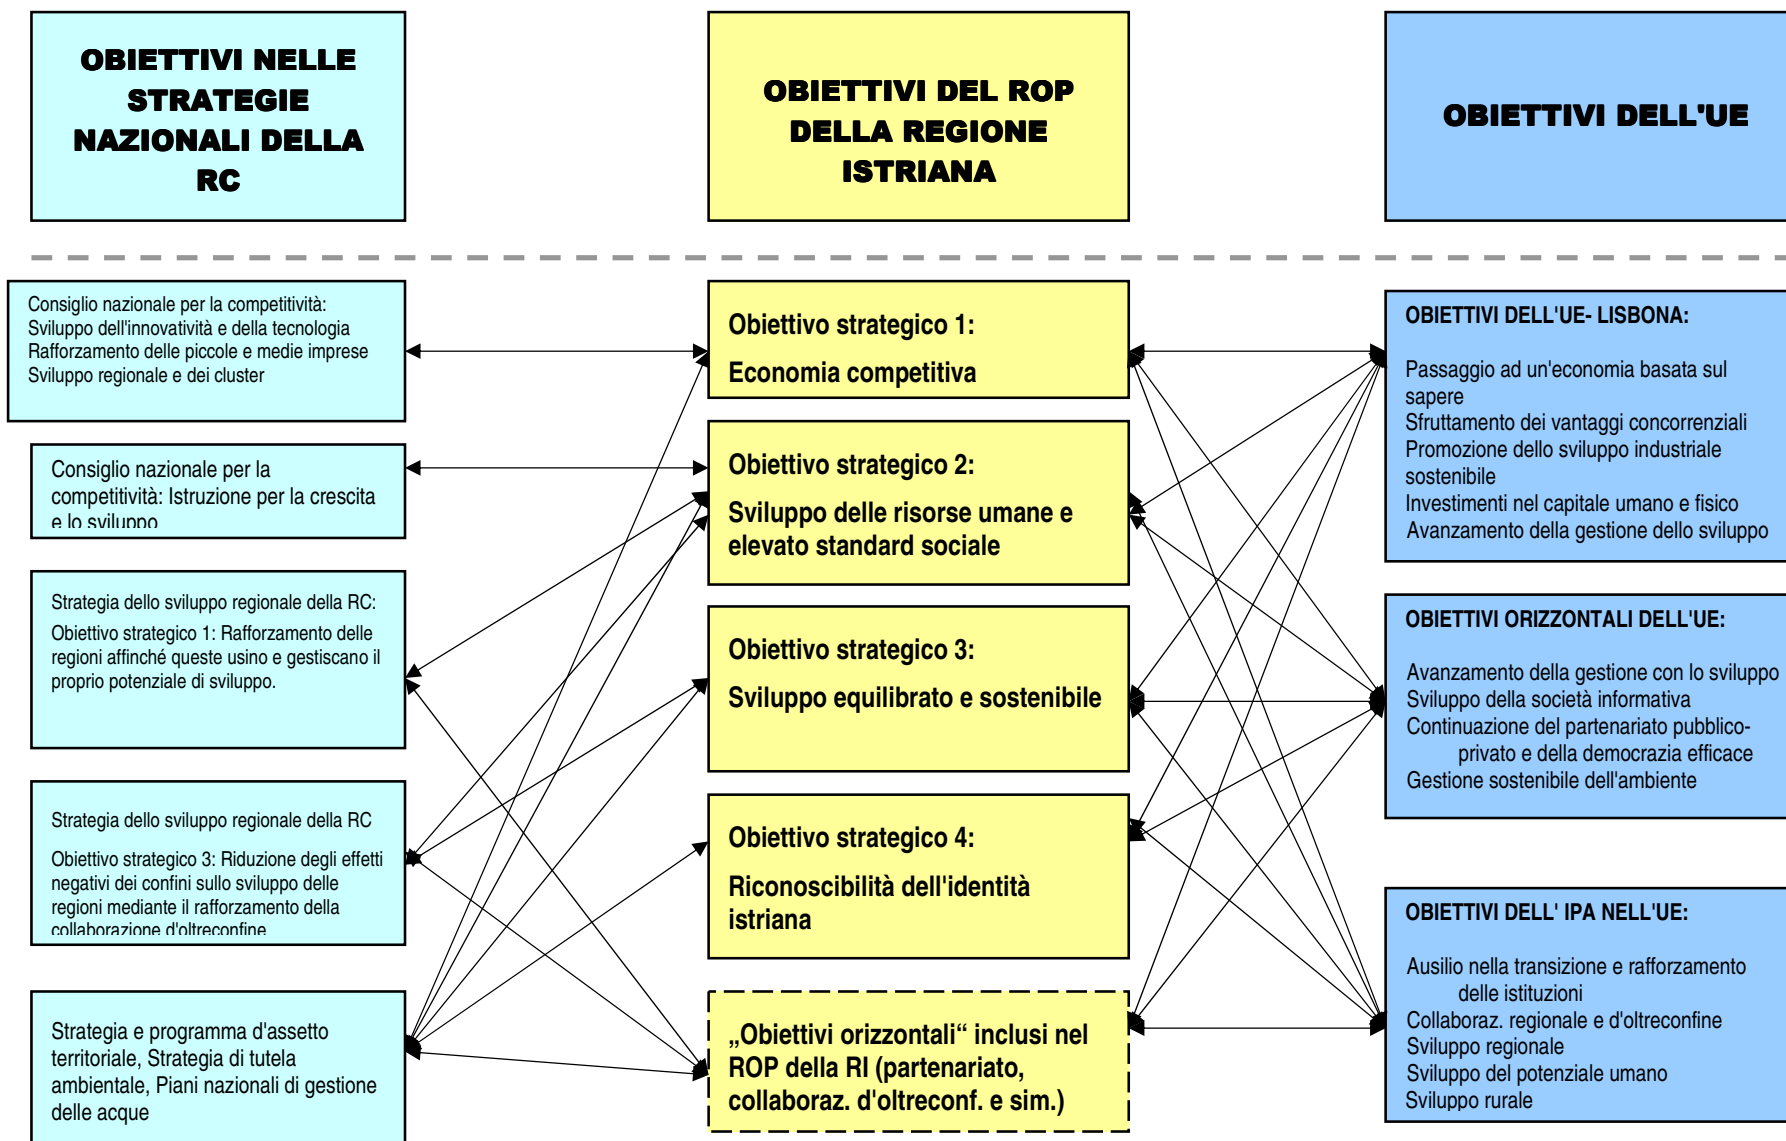 OBIETTIVI NELLE
STRATEGIE
NAZIONALI DELLA
RC
OBIETTIVI DEL ROP
DELLA REGIONE
ISTRIANA
OBIETTIVI DELL'UE
Consiglio nazionale per la competitività:
Sviluppo dell'innovatività e della tecnologia
Rafforzamento delle piccole e medie imprese
Sviluppo regionale e dei cluster
Consiglio nazionale per la
competitività: Istruzione per la crescita
e lo sviluppo
Strategia dello sviluppo regionale della RC:
Obiettivo strategico 1: Rafforzamento delle
regioni affinché queste usino e gestiscano il
proprio potenziale di sviluppo.
Strategia dello sviluppo regionale della RC
Obiettivo strategico 3: Riduzione degli effetti
negativi dei confini sullo sviluppo delle
regioni mediante il rafforzamento della
collaborazione d'oltreconfine
Strategia e programma d'assetto
territoriale, Strategia di tutela
ambientale, Piani nazionali di gestione
delle acque
Obiettivo strategico 1:
Economia competitiva
Obiettivo strategico 2:
Sviluppo delle risorse umane e
elevato standard sociale
Obiettivo strategico 3:
Sviluppo equilibrato e sostenibile
Obiettivo strategico 4:
Riconoscibilità dell'identità
istriana
„Obiettivi orizzontali“ inclusi nel
ROP della RI (partenariato,
collaboraz. d'oltreconf. e sim.)
OBIETTIVI DELL'UE- LISBONA:
Passaggio ad un'economia basata sul
sapere
Sfruttamento dei vantaggi concorrenziali
Promozione dello sviluppo industriale
sostenibile
Investimenti nel capitale umano e fisico
Avanzamento della gestione dello sviluppo
OBIETTIVI ORIZZONTALI DELL'UE:
Avanzamento della gestione con lo sviluppo
Sviluppo della società informativa
Continuazione del partenariato pubblico-
privato e della democrazia efficace
Gestione sostenibile dell'ambiente
OBIETTIVI DELL' IPA NELL'UE:
Ausilio nella transizione e rafforzamento
delle istituzioni
Collaboraz. regionale e d'oltreconfine
Sviluppo regionale
Sviluppo del potenziale umano
Sviluppo rurale